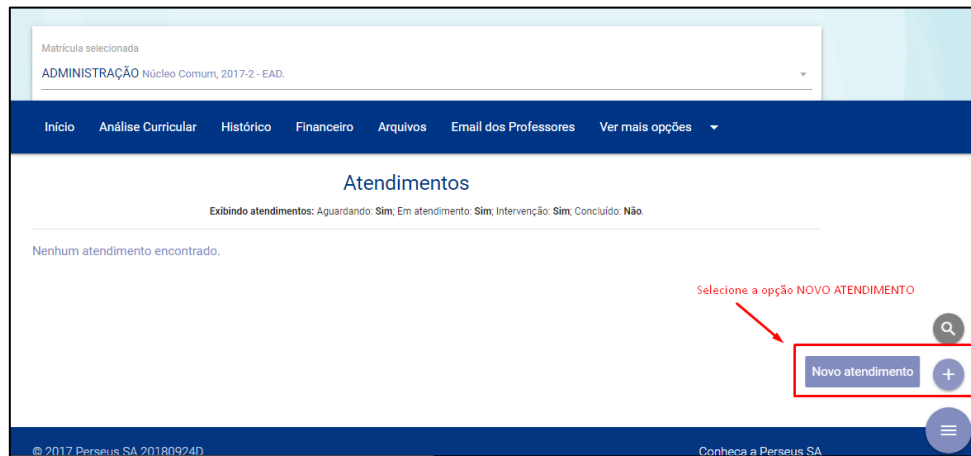 Matrícula selecionada
ADMINISTRAÇÃO Núcleo Comum, 2017-2 - EAD.
Início Análise Curricular Histórico Financeiro Arquivos Email dos Professores Ver mais opções
Atendimentos
Exibindo atendimentos: Aguardando: Sim; Em atendimento: Sim; Intervenção: Sim; Concluído: Não.
Nenhum atendimento encontrado.
Selecione a opção NOVO ATENDIMENTO
Novo atendimento
© 2017 Perseus SA 20180924D Conheça a Perseus SA